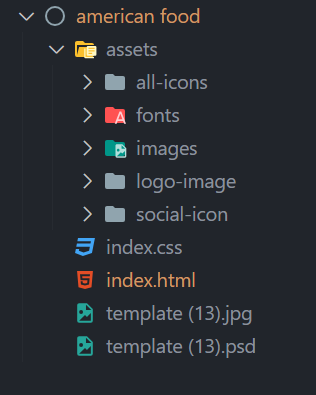 american food
assets
all-icons
fonts
images
logo-image
social-icon
index.css
index.html
template (13).jpg
template (13).psd